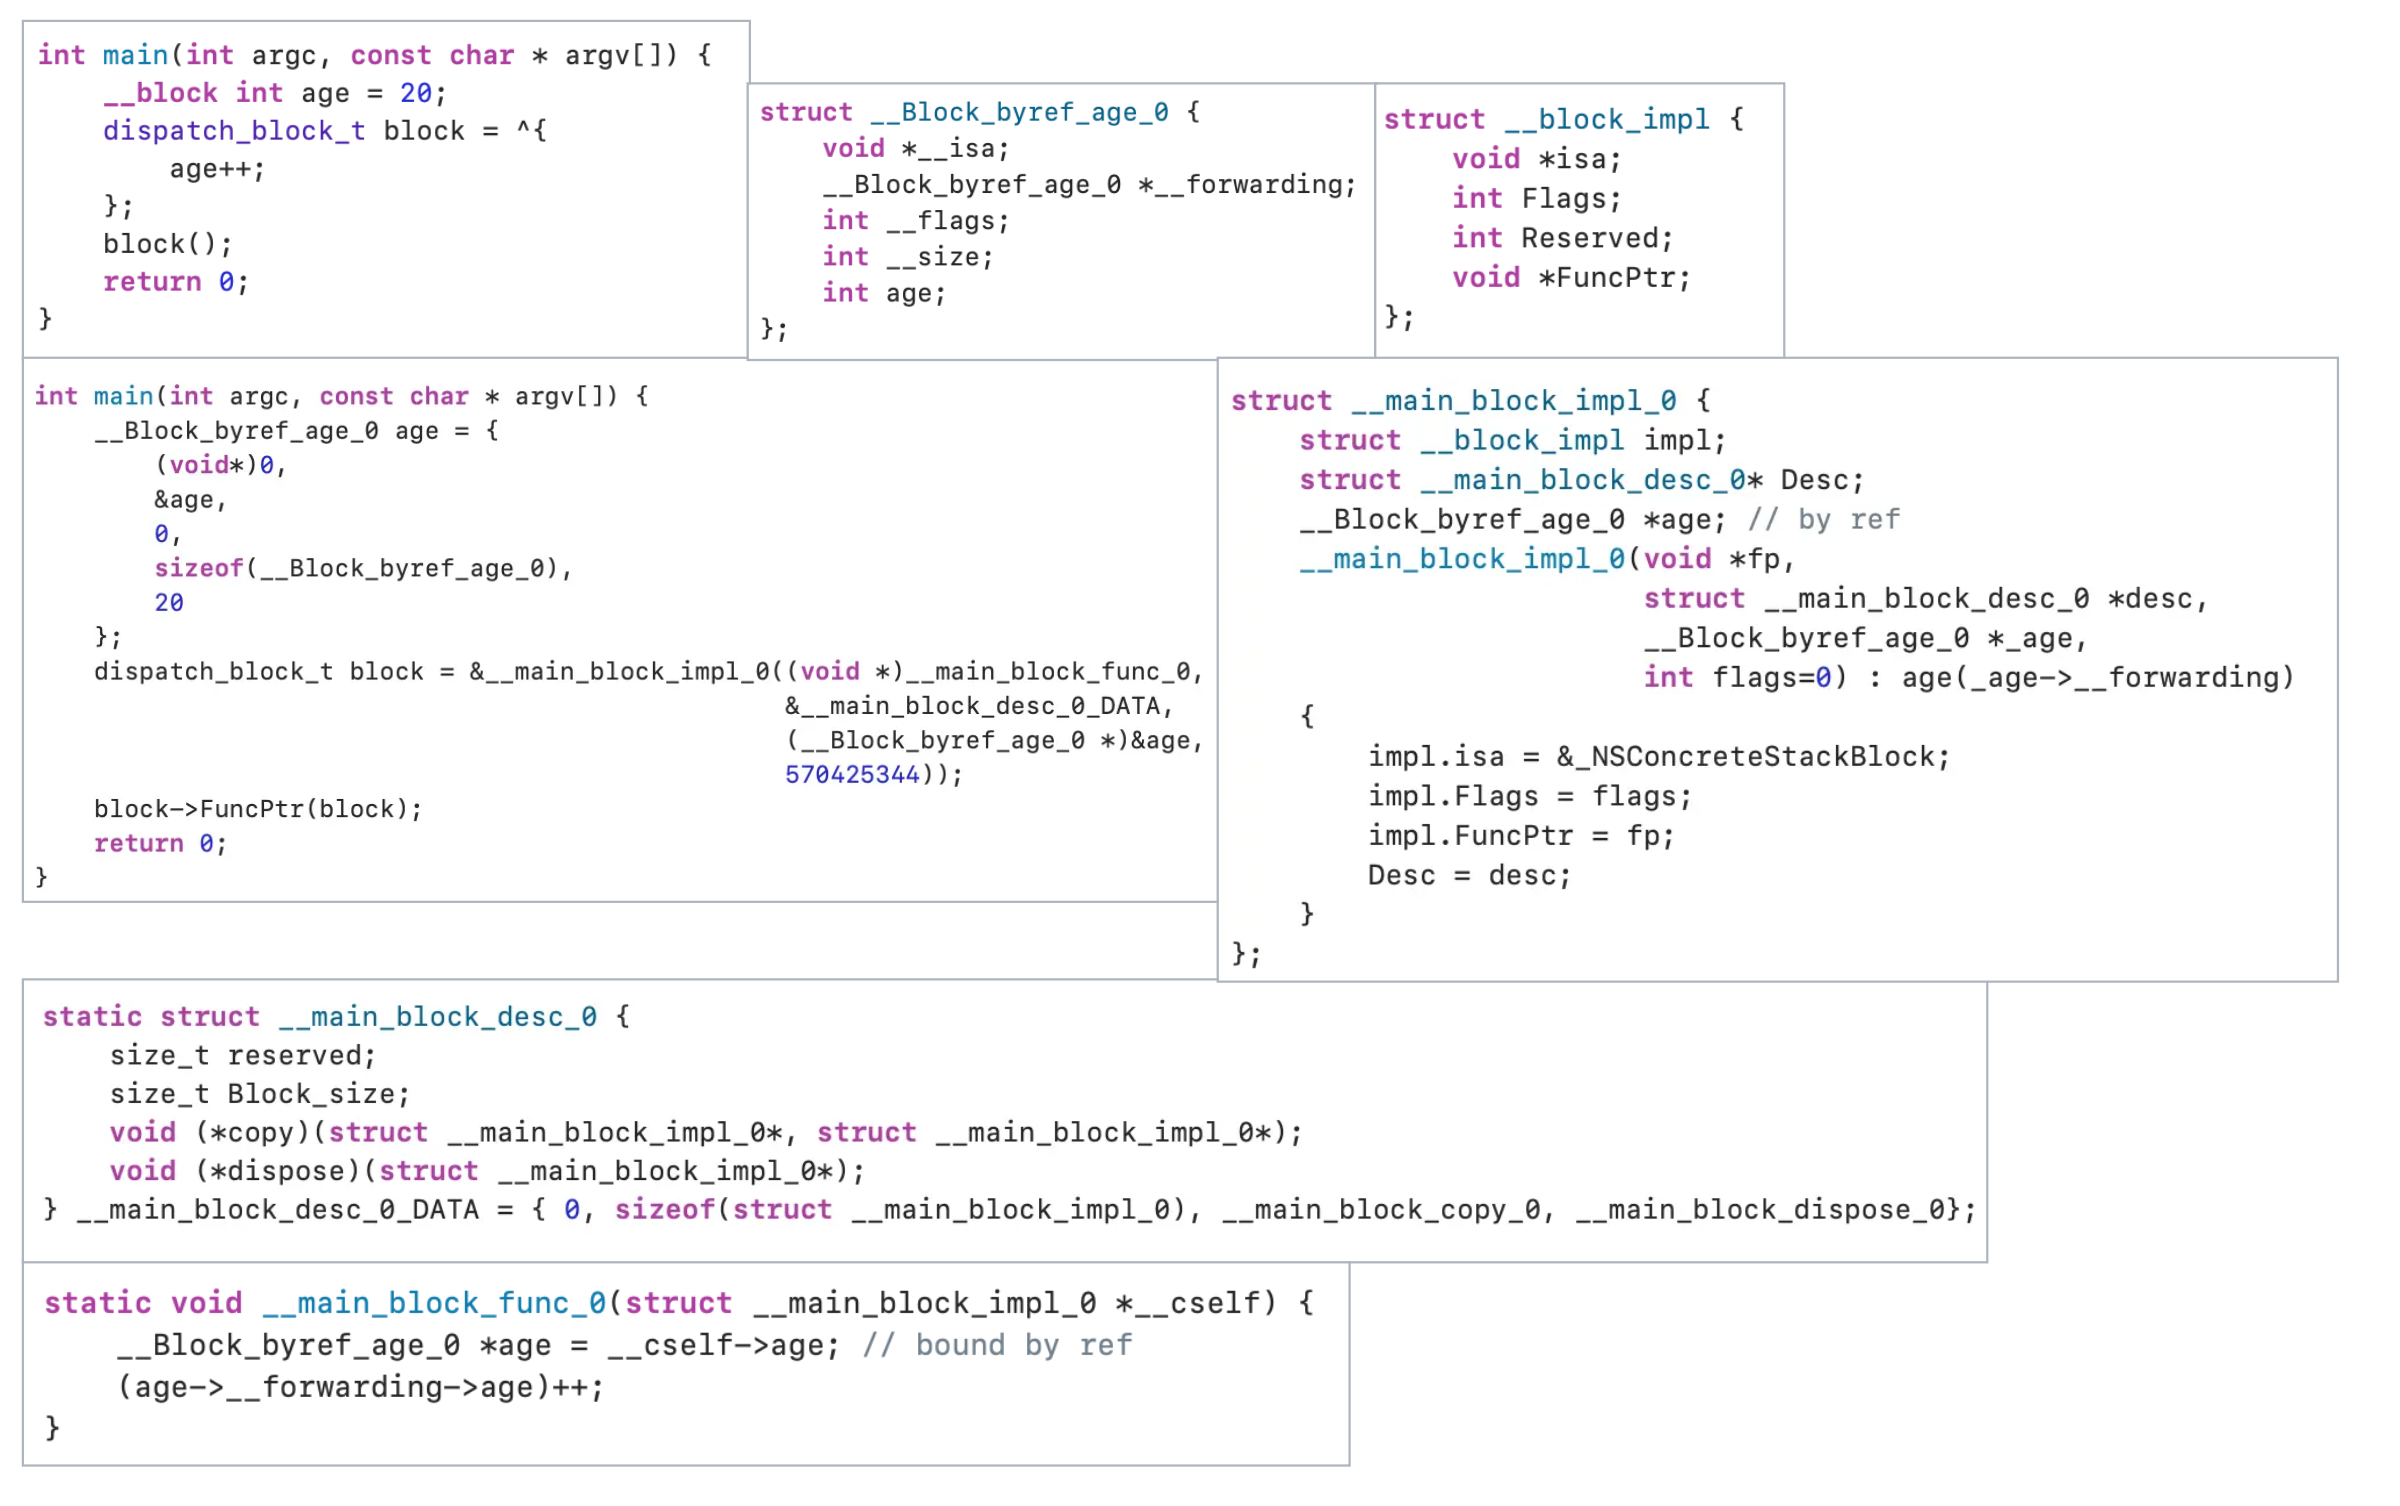 int main(int argc, const char * argv[]) {
    __block int age = 20;
    dispatch_block_t block = ^{
        age++;
    };
    block();
    return 0;
}
struct __Block_byref_age_0 {
    void *__isa;
    __Block_byref_age_0 *__forwarding;
    int __flags;
    int __size;
    int age;
};
struct __block_impl {
    void *isa;
    int Flags;
    int Reserved;
    void *FuncPtr;
};
int main(int argc, const char * argv[]) {
    __Block_byref_age_0 age = {
        (void*)0,
        &age,
        0,
        sizeof(__Block_byref_age_0),
        20
    };
    dispatch_block_t block = &__main_block_impl_0((void *)__main_block_func_0,
                                                  &__main_block_desc_0_DATA,
                                                  (__Block_byref_age_0 *)&age,
                                                  570425344));
    block->FuncPtr(block);
    return 0;
}
struct __main_block_impl_0 {
    struct __block_impl impl;
    struct __main_block_desc_0* Desc;
    __Block_byref_age_0 *age; // by ref
    __main_block_impl_0(void *fp,
                        struct __main_block_desc_0 *desc,
                        __Block_byref_age_0 *_age,
                        int flags=0) : age(_age->__forwarding)
    {
        impl.isa = &_NSConcreteStackBlock;
        impl.Flags = flags;
        impl.FuncPtr = fp;
        Desc = desc;
    }
};
static struct __main_block_desc_0 {
    size_t reserved;
    size_t Block_size;
    void (*copy)(struct __main_block_impl_0*, struct __main_block_impl_0*);
    void (*dispose)(struct __main_block_impl_0*);
} __main_block_desc_0_DATA = { 0, sizeof(struct __main_block_impl_0), __main_block_copy_0, __main_block_dispose_0};
static void __main_block_func_0(struct __main_block_impl_0 *__cself) {
    __Block_byref_age_0 *age = __cself->age; // bound by ref
    (age->__forwarding->age)++;
}